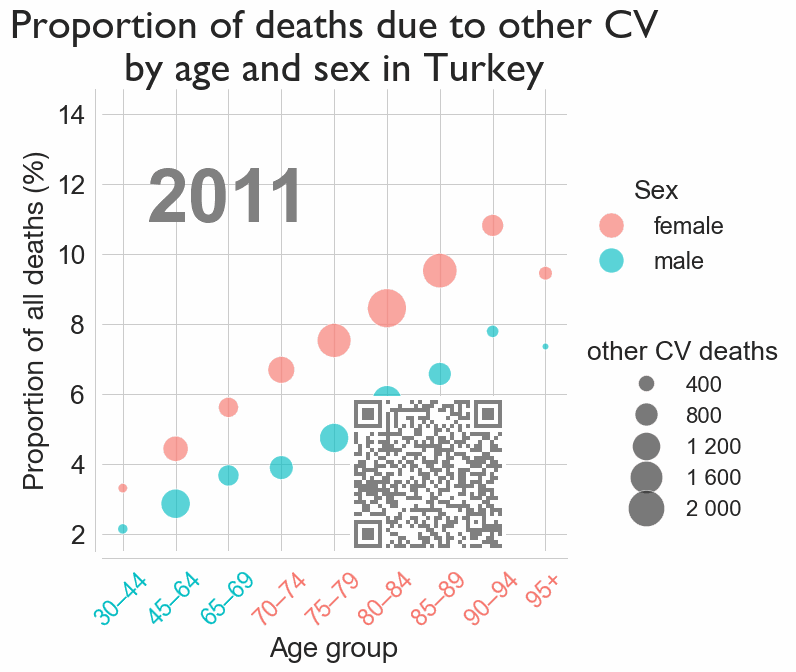 Proportion of deaths due to other CV
by age and sex in Turkey
14
12
10
8
6
4
2
Proportion of all deaths (%)
2011
30–44
45–64
65–69
70–74
75–79
80–84
85–89
90–94
95+
Age group
Sex
female
male
other CV deaths
400
800
1 200
1 600
2 000